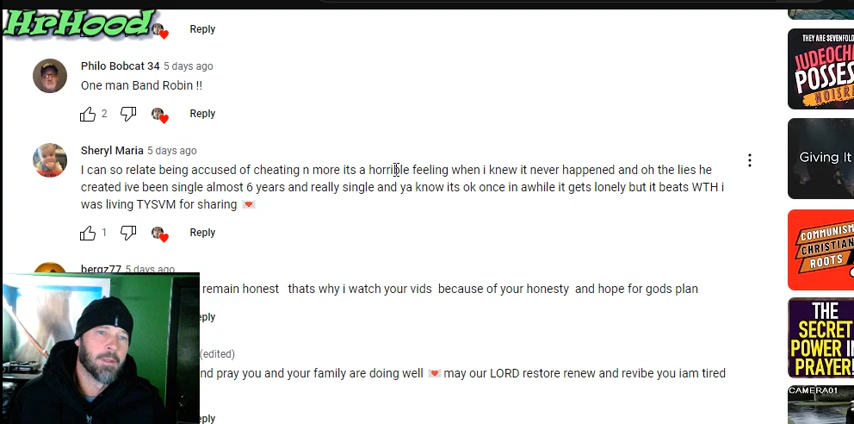 HrHood
Reply
Philo Bobcat 34 5 days ago
One man Band Robin !!
2 Reply
Sheryl Maria 5 days ago
I can so relate being accused of cheating n more its a horrible feeling when i knew it never happened and oh the lies he
created ive been single almost 6 years and really single and ya know its ok once in awhile it gets lonely but it beats WTH i
was living TYSVM for sharing 💌
1 Reply
bergz77 5 days ago
remain honest thats why i watch your vids because of your honesty and hope for gods plan
ply
(edited)
nd pray you and your family are doing well 💌 may our LORD restore renew and revibe you iam tired
ply
THEY ARE SEVENFOLD
JUDEOCH
POSSES
NOISR
Giving It
COMMUNISM
CHRISTIAN
ROOTS
THE
SECRET
POWER IN
PRAYER!
CAMERA01